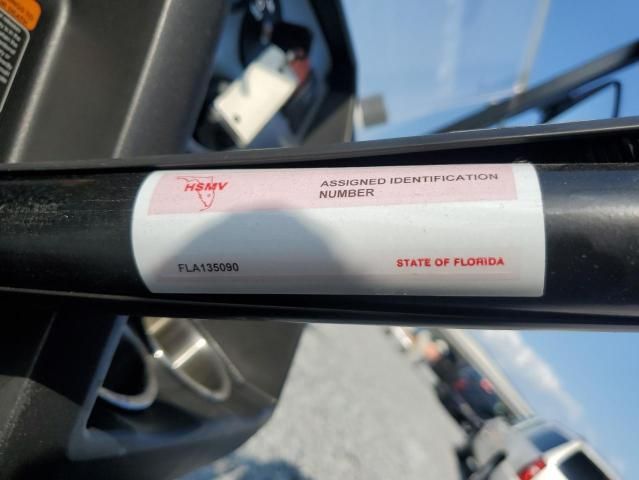 HSMV
ASSIGNED IDENTIFICATION
NUMBER
FLA135090
STATE OF FLORIDA